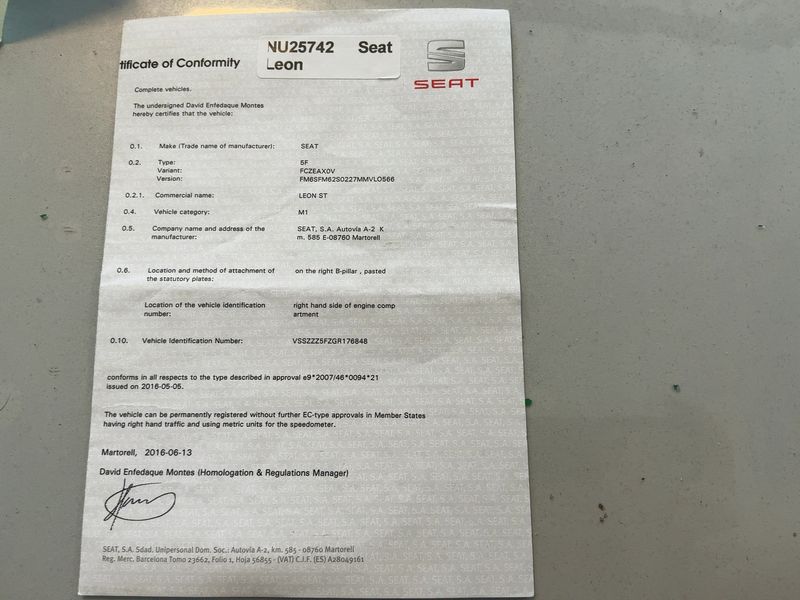 NU25742 Seat
Leon
tificate of Conformity
SEAT
Complete vehicles.
The undersigned David Enfedaque Montes
hereby certifies that the vehicle:
0.1. Make (Trade name of manufacturer): SEAT
0.2. Type: 5F
Variant: FCZEAX0V
Version: FM6SFM62S0227MMVLO566
0.2.1. Commercial name: LEON ST
0.4. Vehicle category: M1
0.5. Company name and address of the SEAT, S.A. Autovía A-2 K
manufacturer: m. 585 E-08760 Martorell
0.6. Location and method of attachment of on the right B-pillar , pasted
the statutory plates:
Location of the vehicle identification right hand side of engine comp
number: artment
0.10. Vehicle Identification Number: VSSZZZ5FZGR176848
conforms in all respects to the type described in approval e9*2007/46*0094*21
issued on 2016-05-05.
The vehicle can be permanently registered without further EC-type approvals in Member States
having right hand traffic and using metric units for the speedometer.
Martorell, 2016-06-13
David Enfedaque Montes (Homologation & Regulations Manager)
SEAT, S.A. Sdad. Unipersonal Dom. Soc.: Autovía A-2, km. 585 - 08760 Martorell
Reg. Merc. Barcelona Tomo 23662, Folio 1, Hoja 56855 - (VAT) C.I.F. (ES) A28049161